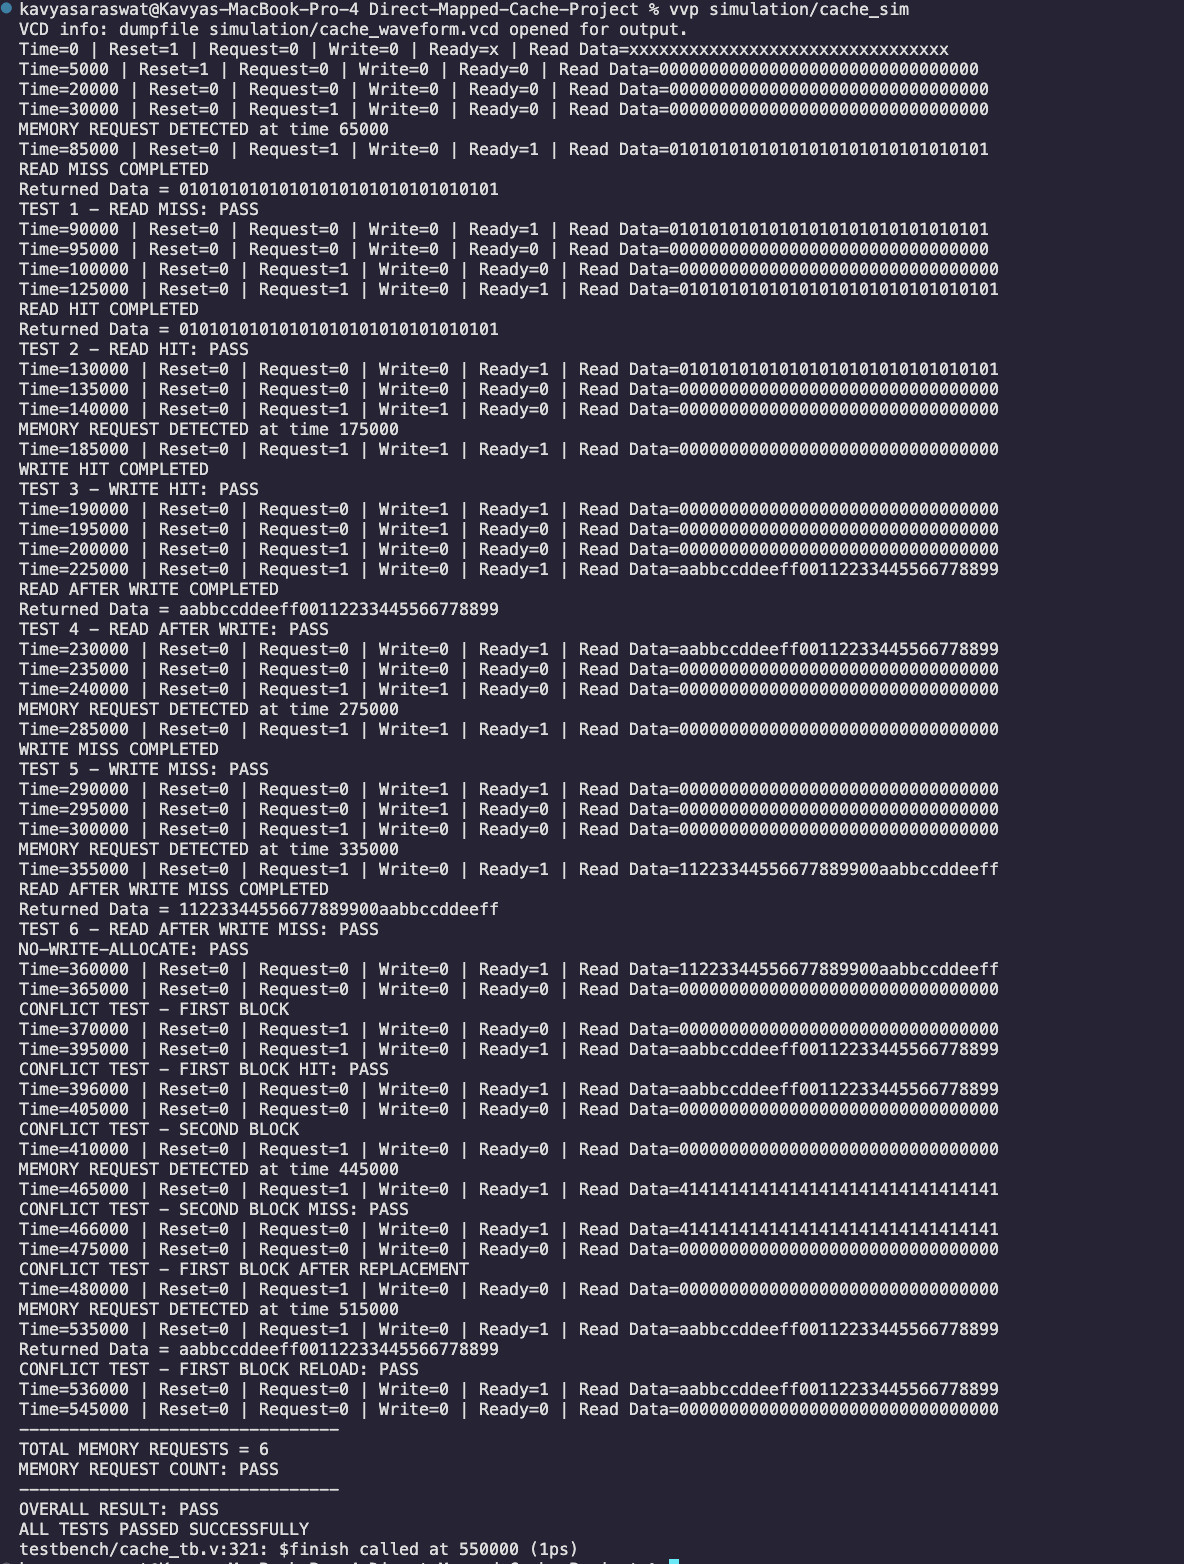 kavyasaraswat@Kavyas-MacBook-Pro-4 Direct-Mapped-Cache-Project % vvp simulation/cache_sim
VCD info: dumpfile simulation/cache_waveform.vcd opened for output.
Time=0 | Reset=1 | Request=0 | Write=0 | Ready=x | Read Data=xxxxxxxxxxxxxxxxxxxxxxxxxxxxxxxx
Time=5000 | Reset=1 | Request=0 | Write=0 | Ready=0 | Read Data=00000000000000000000000000000000
Time=20000 | Reset=0 | Request=0 | Write=0 | Ready=0 | Read Data=00000000000000000000000000000000
Time=30000 | Reset=0 | Request=1 | Write=0 | Ready=0 | Read Data=00000000000000000000000000000000
MEMORY REQUEST DETECTED at time 65000
Time=85000 | Reset=0 | Request=1 | Write=0 | Ready=1 | Read Data=01010101010101010101010101010101
READ MISS COMPLETED
Returned Data = 01010101010101010101010101010101
TEST 1 – READ MISS: PASS
Time=90000 | Reset=0 | Request=0 | Write=0 | Ready=1 | Read Data=01010101010101010101010101010101
Time=95000 | Reset=0 | Request=0 | Write=0 | Ready=0 | Read Data=00000000000000000000000000000000
Time=100000 | Reset=0 | Request=1 | Write=0 | Ready=0 | Read Data=00000000000000000000000000000000
Time=125000 | Reset=0 | Request=1 | Write=0 | Ready=1 | Read Data=01010101010101010101010101010101
READ HIT COMPLETED
Returned Data = 01010101010101010101010101010101
TEST 2 – READ HIT: PASS
Time=130000 | Reset=0 | Request=0 | Write=0 | Ready=1 | Read Data=01010101010101010101010101010101
Time=135000 | Reset=0 | Request=0 | Write=0 | Ready=0 | Read Data=00000000000000000000000000000000
Time=140000 | Reset=0 | Request=1 | Write=1 | Ready=0 | Read Data=00000000000000000000000000000000
MEMORY REQUEST DETECTED at time 175000
Time=185000 | Reset=0 | Request=1 | Write=1 | Ready=1 | Read Data=00000000000000000000000000000000
WRITE HIT COMPLETED
TEST 3 – WRITE HIT: PASS
Time=190000 | Reset=0 | Request=0 | Write=1 | Ready=1 | Read Data=00000000000000000000000000000000
Time=195000 | Reset=0 | Request=0 | Write=1 | Ready=0 | Read Data=00000000000000000000000000000000
Time=200000 | Reset=0 | Request=1 | Write=0 | Ready=0 | Read Data=00000000000000000000000000000000
Time=225000 | Reset=0 | Request=1 | Write=0 | Ready=1 | Read Data=aabbccddeeff00112233445566778899
READ AFTER WRITE COMPLETED
Returned Data = aabbccddeeff00112233445566778899
TEST 4 – READ AFTER WRITE: PASS
Time=230000 | Reset=0 | Request=0 | Write=0 | Ready=1 | Read Data=aabbccddeeff00112233445566778899
Time=235000 | Reset=0 | Request=0 | Write=0 | Ready=0 | Read Data=00000000000000000000000000000000
Time=240000 | Reset=0 | Request=1 | Write=1 | Ready=0 | Read Data=00000000000000000000000000000000
MEMORY REQUEST DETECTED at time 275000
Time=285000 | Reset=0 | Request=1 | Write=1 | Ready=1 | Read Data=00000000000000000000000000000000
WRITE MISS COMPLETED
TEST 5 – WRITE MISS: PASS
Time=290000 | Reset=0 | Request=0 | Write=1 | Ready=1 | Read Data=00000000000000000000000000000000
Time=295000 | Reset=0 | Request=0 | Write=1 | Ready=0 | Read Data=00000000000000000000000000000000
Time=300000 | Reset=0 | Request=1 | Write=0 | Ready=0 | Read Data=00000000000000000000000000000000
MEMORY REQUEST DETECTED at time 335000
Time=355000 | Reset=0 | Request=1 | Write=0 | Ready=1 | Read Data=11223344556677889900aabbccddeeff
READ AFTER WRITE MISS COMPLETED
Returned Data = 11223344556677889900aabbccddeeff
TEST 6 – READ AFTER WRITE MISS: PASS
NO-WRITE-ALLOCATE: PASS
Time=360000 | Reset=0 | Request=0 | Write=0 | Ready=1 | Read Data=11223344556677889900aabbccddeeff
Time=365000 | Reset=0 | Request=0 | Write=0 | Ready=0 | Read Data=00000000000000000000000000000000
CONFLICT TEST – FIRST BLOCK
Time=370000 | Reset=0 | Request=1 | Write=0 | Ready=0 | Read Data=00000000000000000000000000000000
Time=395000 | Reset=0 | Request=1 | Write=0 | Ready=1 | Read Data=aabbccddeeff00112233445566778899
CONFLICT TEST – FIRST BLOCK HIT: PASS
Time=396000 | Reset=0 | Request=0 | Write=0 | Ready=1 | Read Data=aabbccddeeff00112233445566778899
Time=405000 | Reset=0 | Request=0 | Write=0 | Ready=0 | Read Data=00000000000000000000000000000000
CONFLICT TEST – SECOND BLOCK
Time=410000 | Reset=0 | Request=1 | Write=0 | Ready=0 | Read Data=00000000000000000000000000000000
MEMORY REQUEST DETECTED at time 445000
Time=465000 | Reset=0 | Request=1 | Write=0 | Ready=1 | Read Data=41414141414141414141414141414141
CONFLICT TEST – SECOND BLOCK MISS: PASS
Time=466000 | Reset=0 | Request=0 | Write=0 | Ready=1 | Read Data=41414141414141414141414141414141
Time=475000 | Reset=0 | Request=0 | Write=0 | Ready=0 | Read Data=00000000000000000000000000000000
CONFLICT TEST – FIRST BLOCK AFTER REPLACEMENT
Time=480000 | Reset=0 | Request=1 | Write=0 | Ready=0 | Read Data=00000000000000000000000000000000
MEMORY REQUEST DETECTED at time 515000
Time=535000 | Reset=0 | Request=1 | Write=0 | Ready=1 | Read Data=aabbccddeeff00112233445566778899
Returned Data = aabbccddeeff00112233445566778899
CONFLICT TEST – FIRST BLOCK RELOAD: PASS
Time=536000 | Reset=0 | Request=0 | Write=0 | Ready=1 | Read Data=aabbccddeeff00112233445566778899
Time=545000 | Reset=0 | Request=0 | Write=0 | Ready=0 | Read Data=00000000000000000000000000000000
--------------------------------
TOTAL MEMORY REQUESTS = 6
MEMORY REQUEST COUNT: PASS
--------------------------------
OVERALL RESULT: PASS
ALL TESTS PASSED SUCCESSFULLY
testbench/cache_tb.v:321: $finish called at 550000 (1ps)